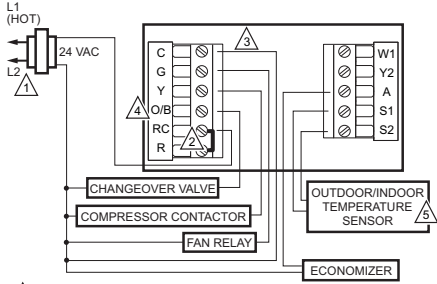 L1
(HOT)
24 VAC
L2
1
C
G
Y
O/B
RC
R
2
3
4
W1
Y2
A
S1
S2
CHANGEOVER VALVE
COMPRESSOR CONTACTOR
FAN RELAY
OUTDOOR/INDOOR
TEMPERATURE
SENSOR
5
ECONOMIZER